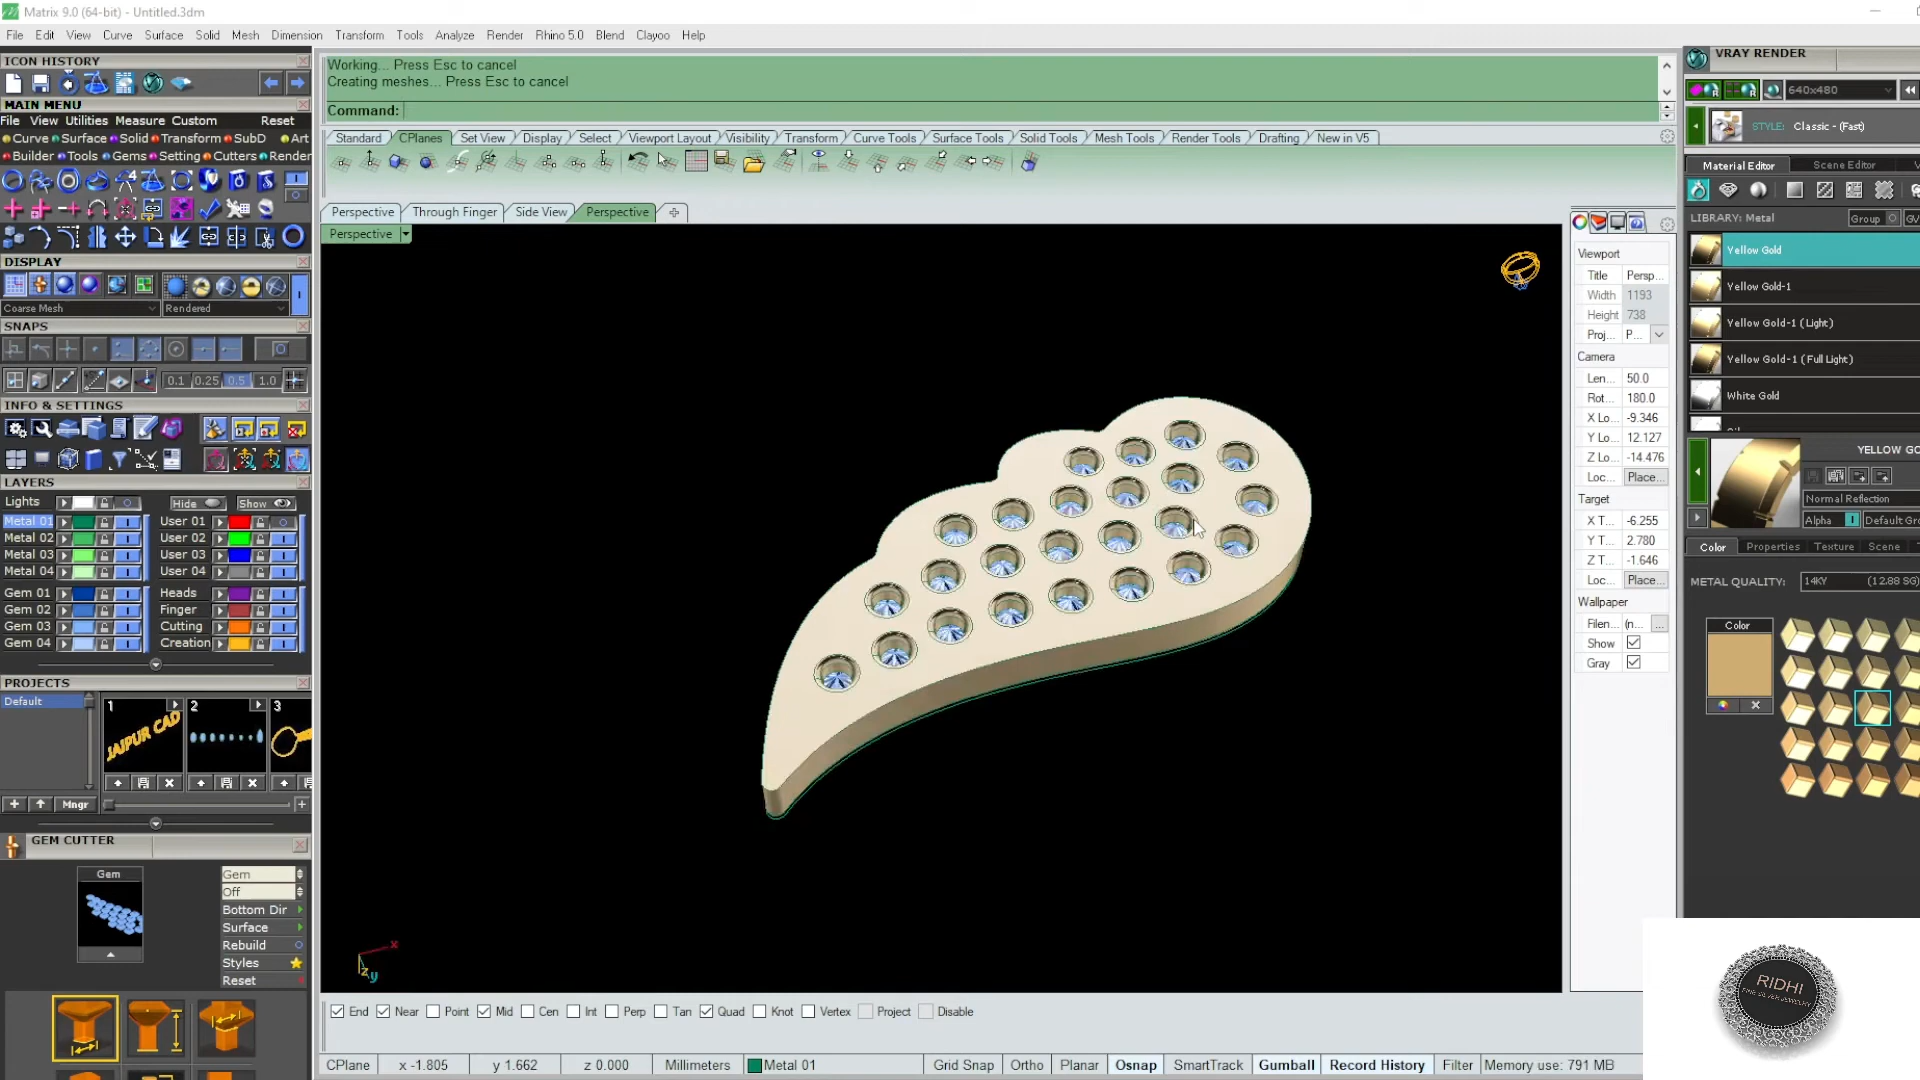 Matrix 9.0 (64-bit) - Untitled.3dm
File Edit View Curve Surface Solid Mesh Dimension Transform Tools Analyze Render Rhino 5.0 Blend Clayoo Help
ICON HISTORY
MAIN MENU
File View Utilities Measure Custom Reset
Curve Surface Solid Transform SubD Art
Builder Tools Gems Setting Cutters Render
DISPLAY
Coarse Mesh Rendered
SNAPS
0.1 0.25 0.5 1.0
INFO & SETTINGS
LAYERS
Lights Hide Show
Metal 01 User 01
Metal 02 User 02
Metal 03 User 03
Metal 04 User 04
Gem 01 Heads
Gem 02 Finger
Gem 03 Cutting
Gem 04 Creation
PROJECTS
Default
1 2 3
JAIPUR CAD
Mngr
GEM CUTTER
Gem
Gem
Off
Bottom Dir
Surface
Rebuild
Styles
Reset
Working... Press Esc to cancel
Creating meshes... Press Esc to cancel
Command:
Standard CPlanes Set View Display Select Viewport Layout Visibility Transform Curve Tools Surface Tools Solid Tools Mesh Tools Render Tools Drafting New in V5
Perspective Through Finger Side View Perspective
Perspective
x
z y
Viewport
Title Persp...
Width 1193
Height 738
Proj... P...
Camera
Len... 50.0
Rot... 180.0
X Lo... -9.346
Y Lo... 12.127
Z Lo... -14.476
Loc... Place...
Target
X T... -6.255
Y T... 2.780
Z T... -1.646
Loc... Place...
Wallpaper
Filen... (n... ...
Show
Gray
VRAY RENDER
640x480
STYLE: Classic - (Fast)
Material Editor Scene Editor
LIBRARY: Metal Group GV
Yellow Gold
Yellow Gold-1
Yellow Gold-1 (Light)
Yellow Gold-1 (Full Light)
White Gold
YELLOW GO
Normal Reflection
Alpha Default Gro
Color Properties Texture Scene
METAL QUALITY: 14KY (12.88 SG)
Color
RIDHI
FINE SILVER JEWELRY
End Near Point Mid Cen Int Perp Tan Quad Knot Vertex Project Disable
CPlane x -1.805 y 1.662 z 0.000 Millimeters Metal 01 Grid Snap Ortho Planar Osnap SmartTrack Gumball Record History Filter Memory use: 791 MB